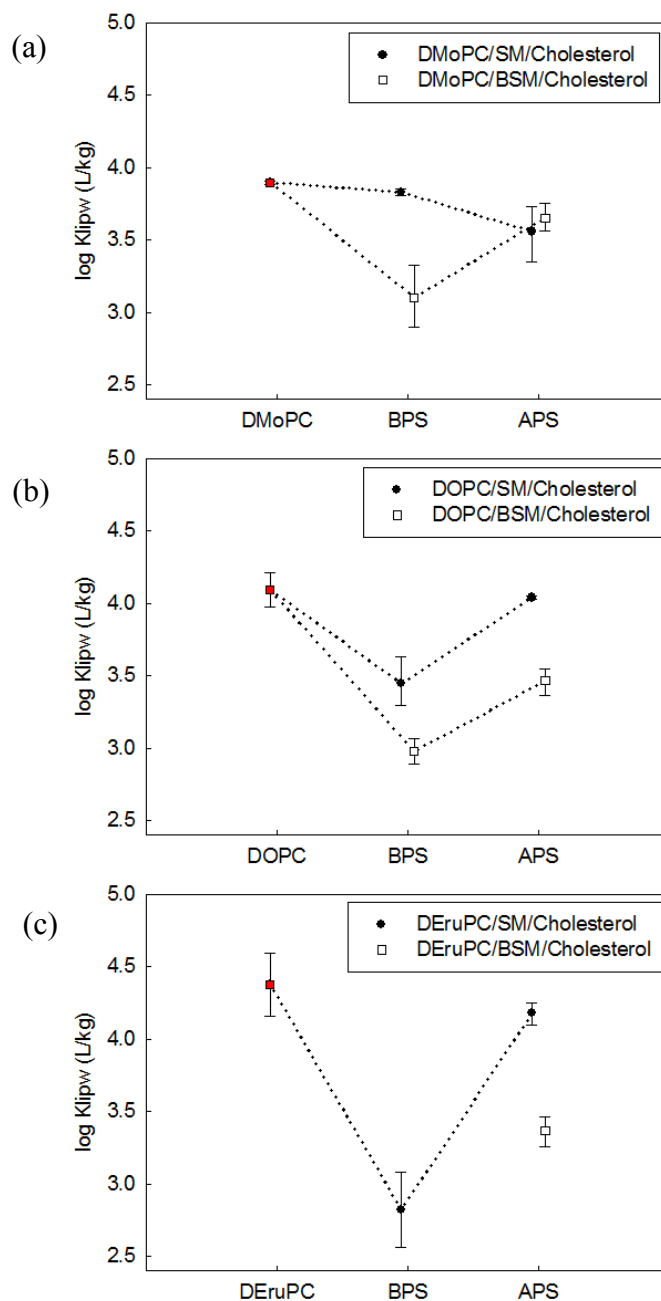 (a)
5.0
4.5
4.0
3.5
3.0
2.5
log Klipw (L/kg)
DMoPC/SM/Cholesterol
DMoPC/BSM/Cholesterol
DMoPC BPS APS
(b)
5.0
4.5
4.0
3.5
3.0
2.5
log Klipw (L/kg)
DOPC/SM/Cholesterol
DOPC/BSM/Cholesterol
DOPC BPS APS
(c)
5.0
4.5
4.0
3.5
3.0
2.5
log Klipw (L/kg)
DEruPC/SM/Cholesterol
DEruPC/BSM/Cholesterol
DEruPC BPS APS